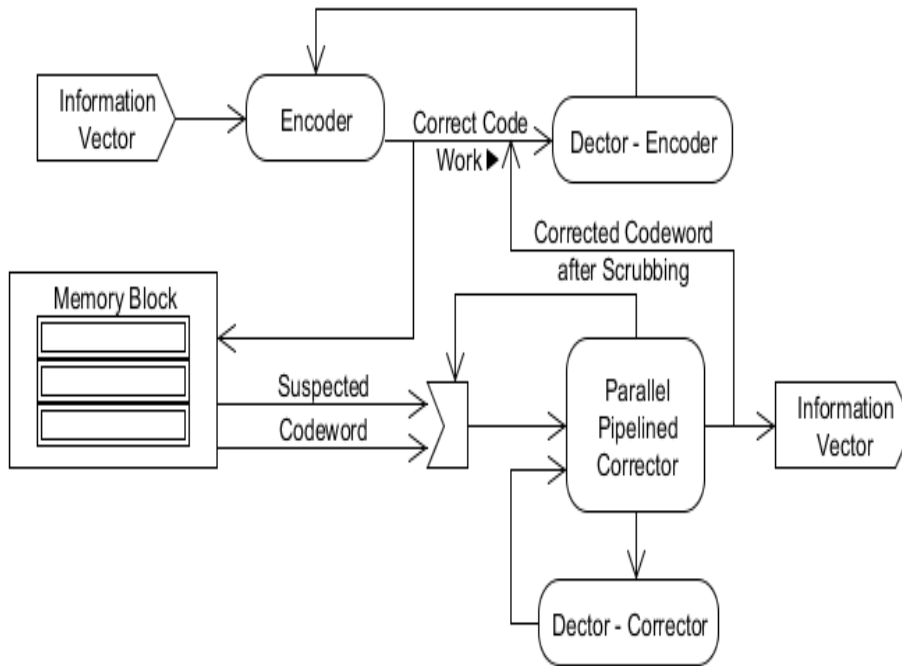 Information
Vector
Encoder
Correct Code
Work ▶
Dector - Encoder
Corrected Codeword
after Scrubbing
Memory Block
Suspected
Codeword
Parallel
Pipelined
Corrector
Information
Vector
Dector - Corrector